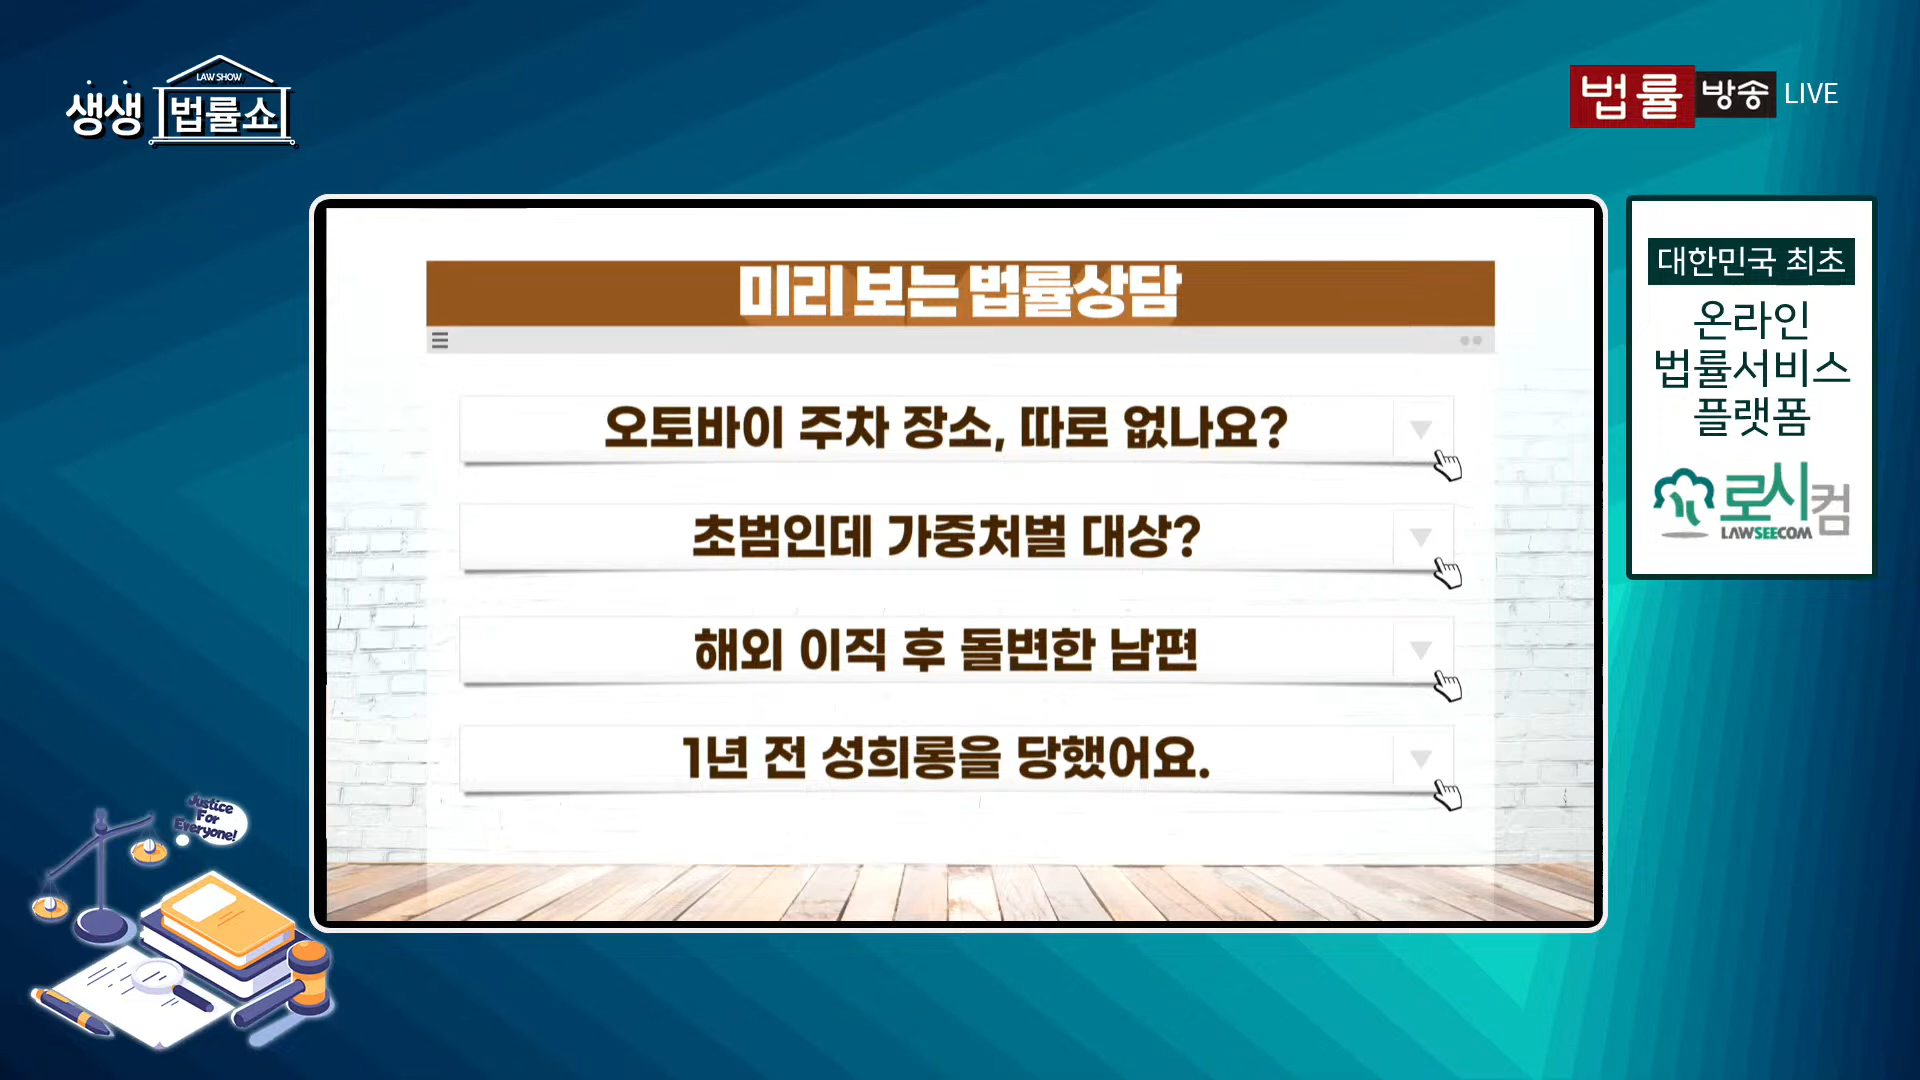 LAW SHOW
생생 법률쇼
법률방송 LIVE
미리 보는 법률상담
오토바이 주차 장소, 따로 없나요?
초범인데 가중처벌 대상?
해외 이직 후 돌변한 남편
1년 전 성희롱을 당했어요.
대한민국 최초
온라인
법률서비스
플랫폼
로시컴
LAWSEECOM
Justice
For
Everyone!